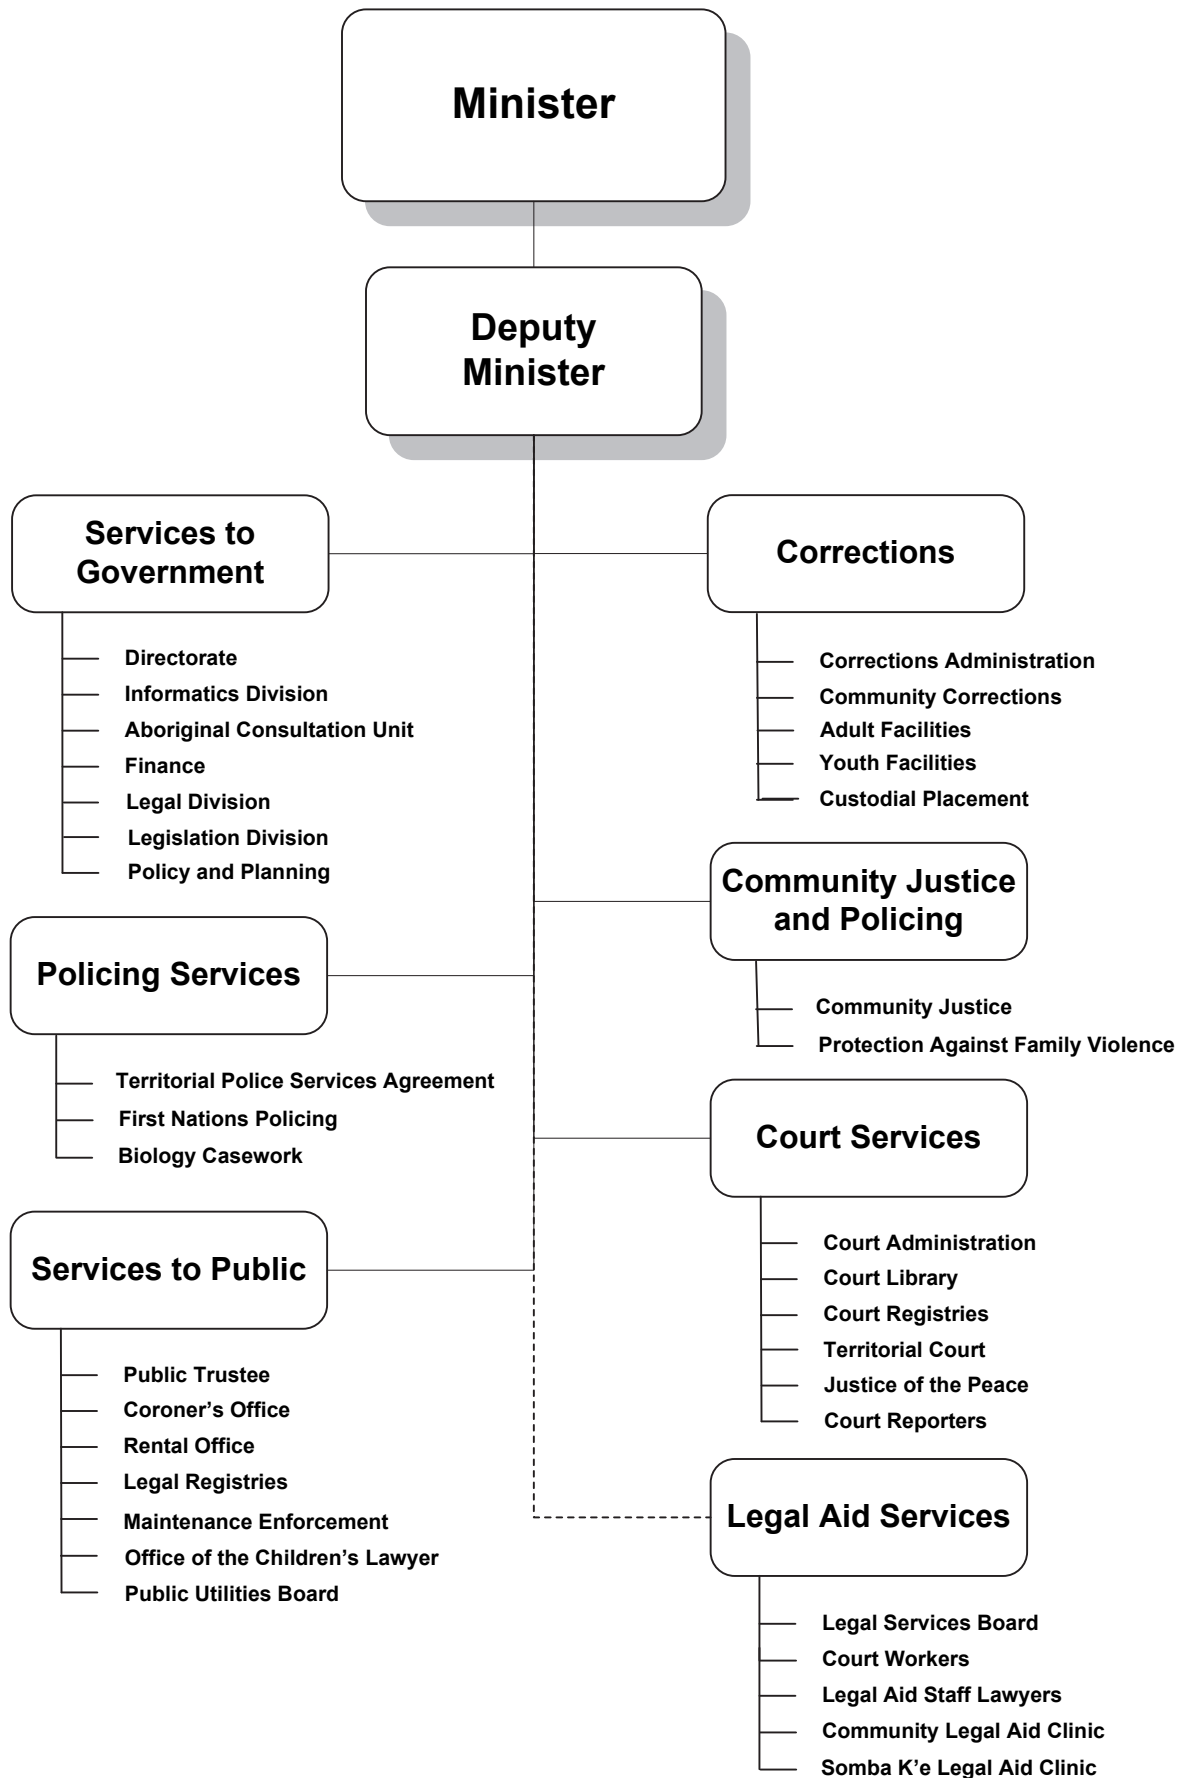 Minister
Deputy
Minister
Services to
Government
Directorate
Informatics Division
Aboriginal Consultation Unit
Finance
Legal Division
Legislation Division
Policy and Planning
Policing Services
Territorial Police Services Agreement
First Nations Policing
Biology Casework
Services to Public
Public Trustee
Coroner’s Office
Rental Office
Legal Registries
Maintenance Enforcement
Office of the Children’s Lawyer
Public Utilities Board
Corrections
Corrections Administration
Community Corrections
Adult Facilities
Youth Facilities
Custodial Placement
Community Justice
and Policing
Community Justice
Protection Against Family Violence
Court Services
Court Administration
Court Library
Court Registries
Territorial Court
Justice of the Peace
Court Reporters
Legal Aid Services
Legal Services Board
Court Workers
Legal Aid Staff Lawyers
Community Legal Aid Clinic
Somba K’e Legal Aid Clinic